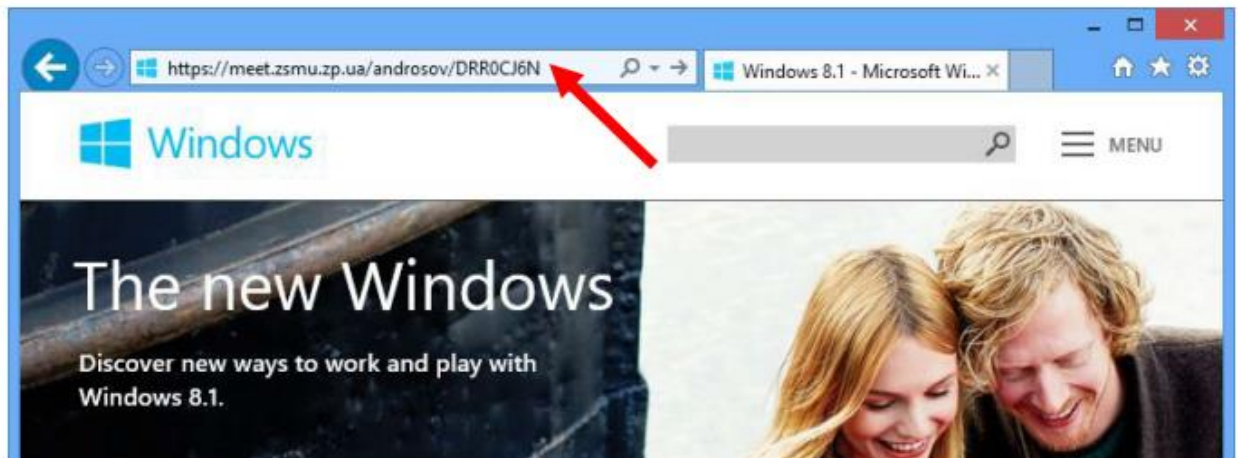 https://meet.zsmu.zp.ua/androsov/DRR0CJ6N
Windows 8.1 - Microsoft Wi...
Windows
MENU
The new Windows
Discover new ways to work and play with
Windows 8.1.